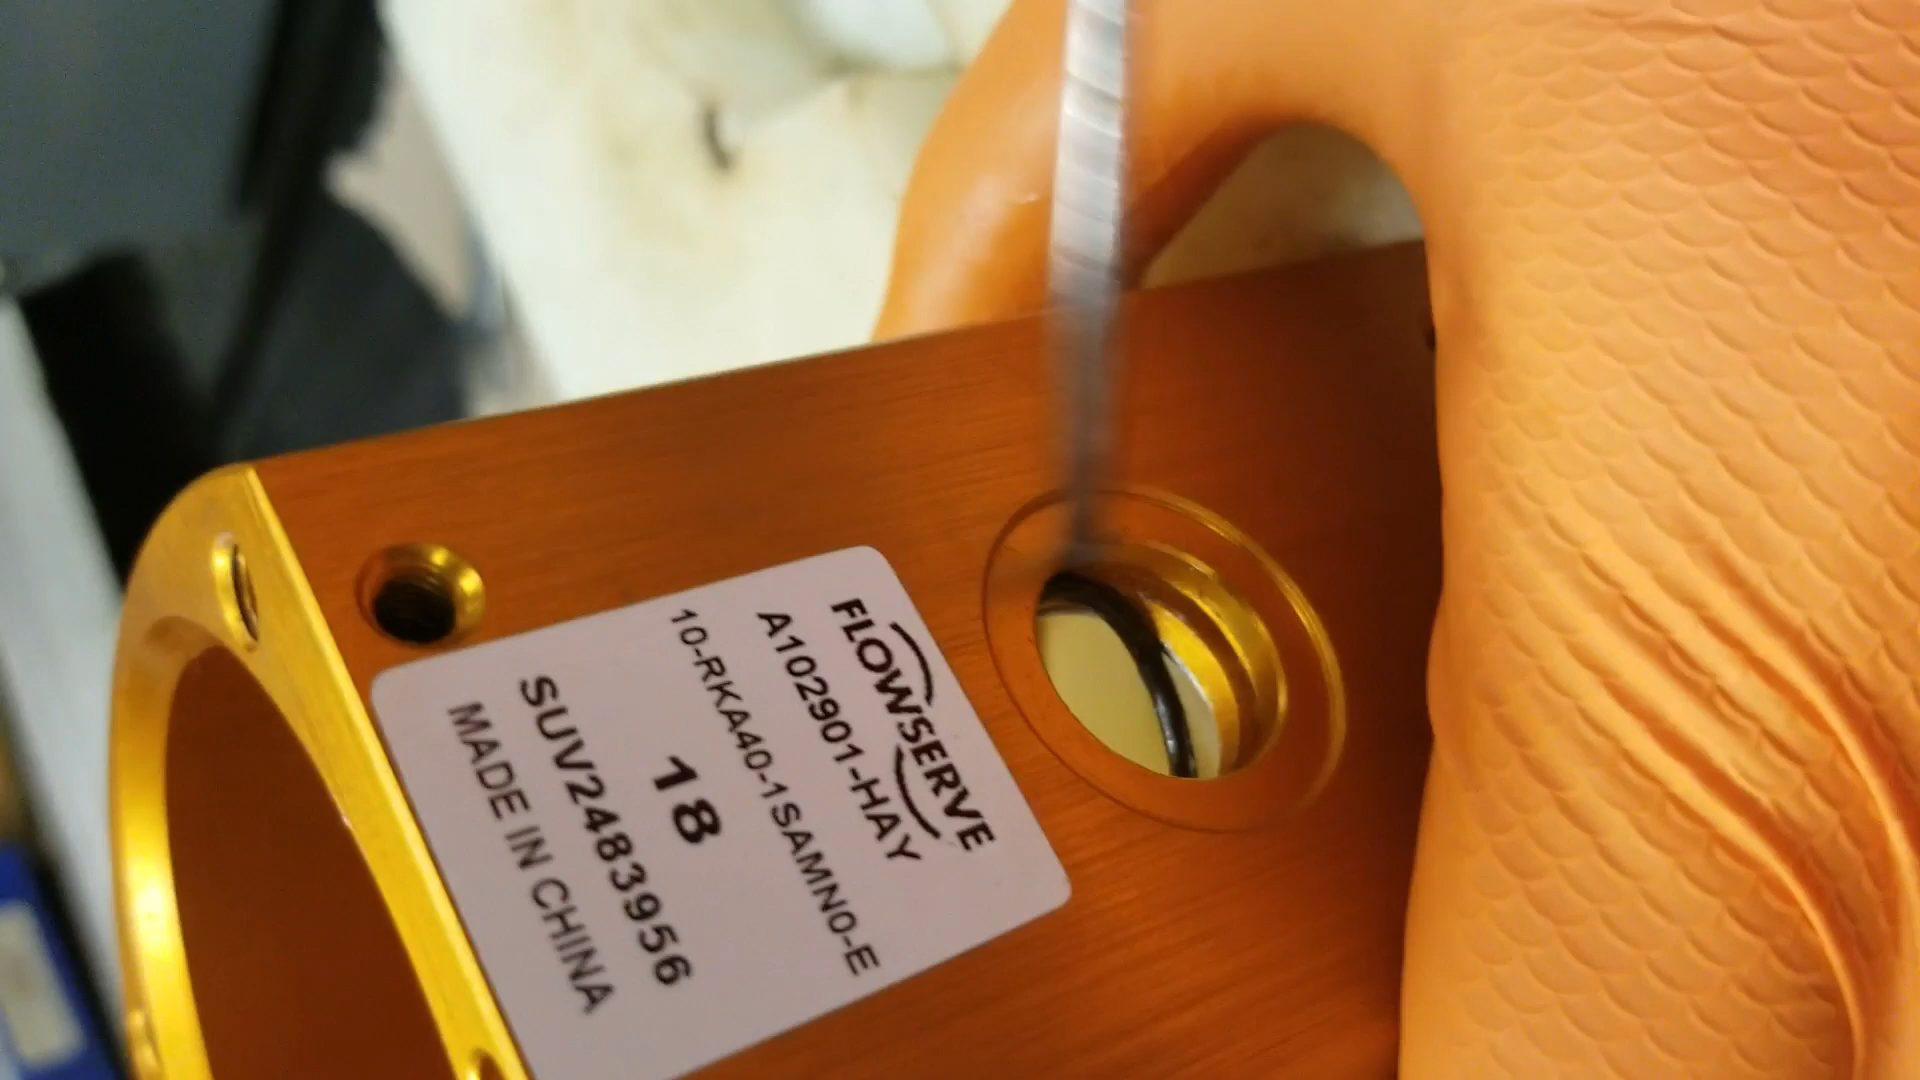 FLOWSERVE
A102901-HAY
10-RKA40-1SAMN0-E
18
SUV2483956
MADE IN CHINA